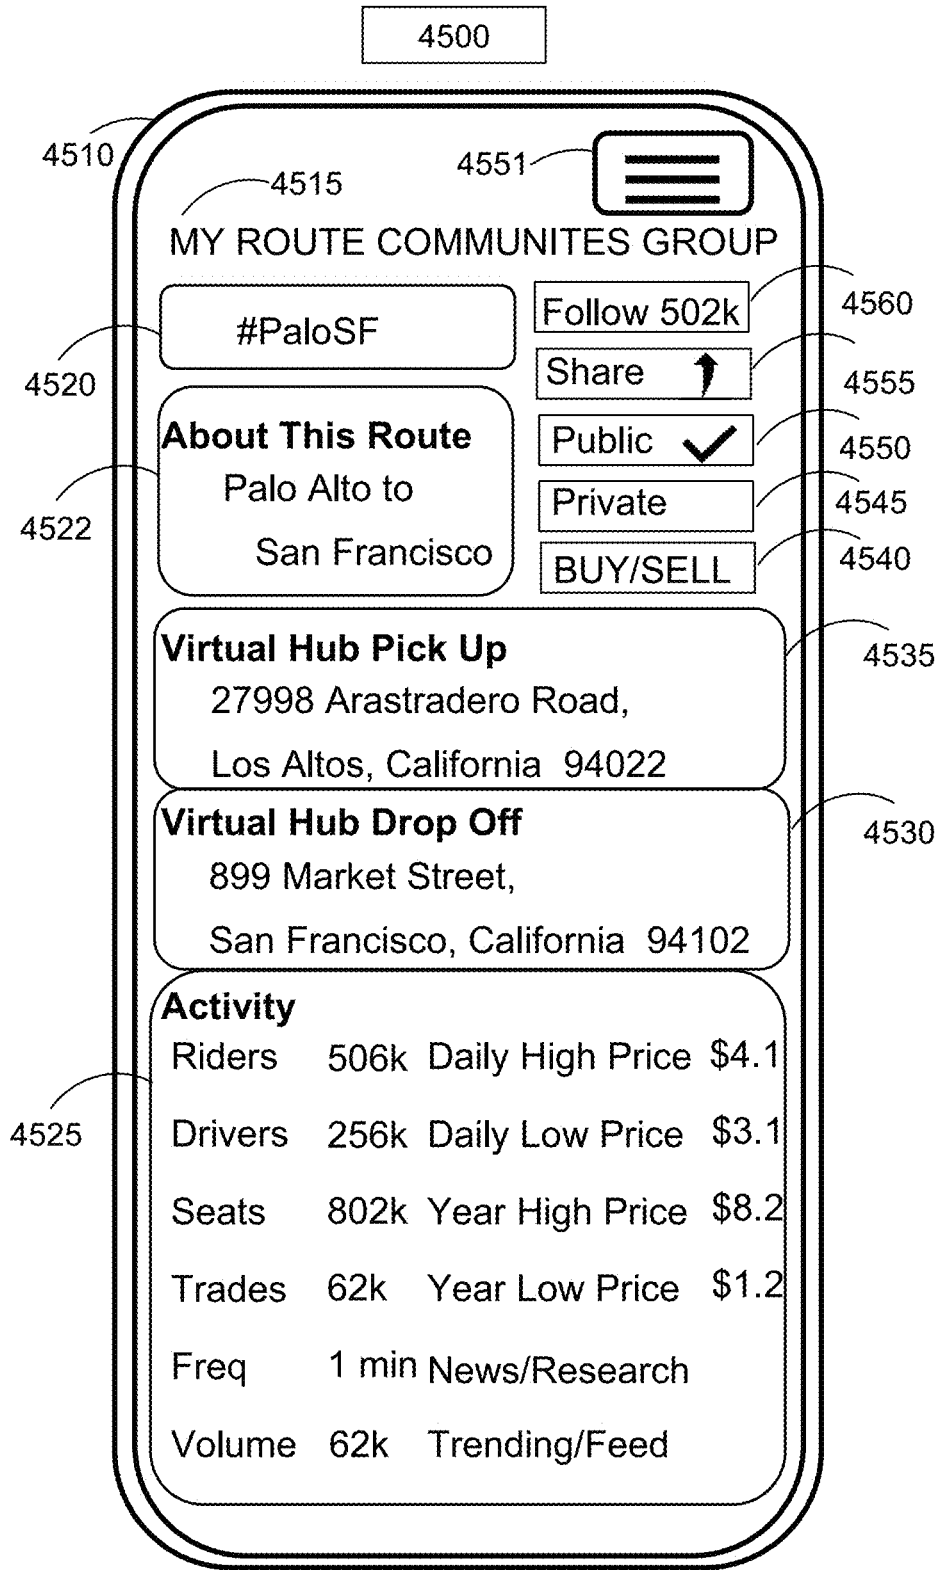 4500
4510
4551
4515
MY ROUTE COMMUNITES GROUP
#PaloSF
Follow 502k
4560
4520
Share
4555
About This Route
Palo Alto to
San Francisco
4522
Public
4550
Private
4545
BUY/SELL
4540
Virtual Hub Pick Up
27998 Arastradero Road,
Los Altos, California 94022
4535
Virtual Hub Drop Off
899 Market Street,
San Francisco, California 94102
4530
Activity
Riders 506k Daily High Price $4.1
4525
Drivers 256k Daily Low Price $3.1
Seats 802k Year High Price $8.2
Trades 62k Year Low Price $1.2
Freq 1 min News/Research
Volume 62k Trending/Feed